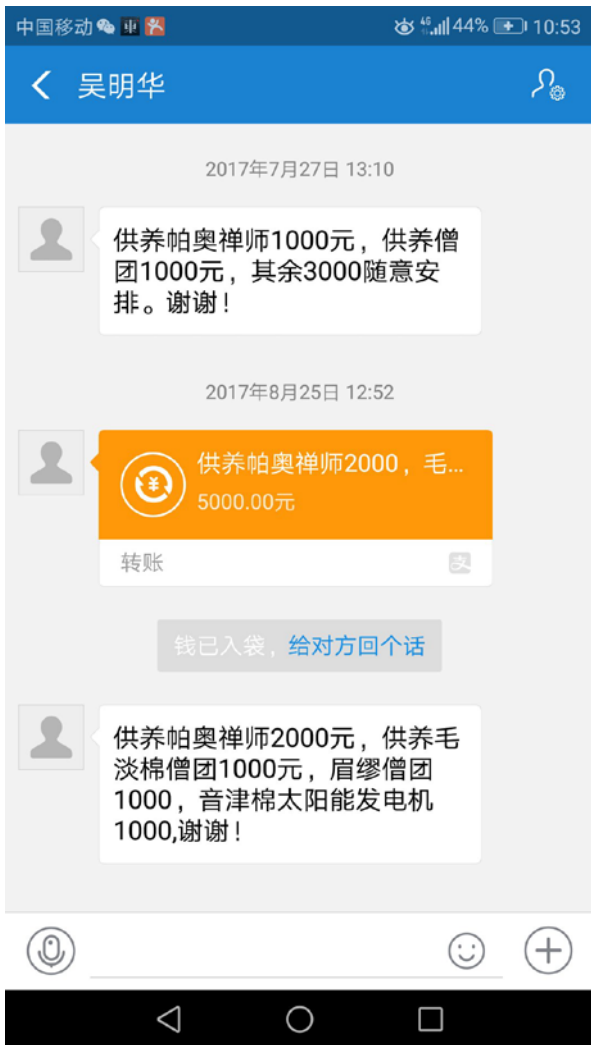 中国移动 44% 10:53
吴明华
2017年7月27日 13:10
供养帕奥禅师1000元，供养僧
团1000元，其余3000随意安
排。谢谢！
2017年8月25日 12:52
供养帕奥禅师2000，毛...
5000.00元
转账 支
钱已入袋，给对方回个话
供养帕奥禅师2000元，供养毛
淡棉僧团1000元，眉缪僧团
1000，音津棉太阳能发电机
1000,谢谢！